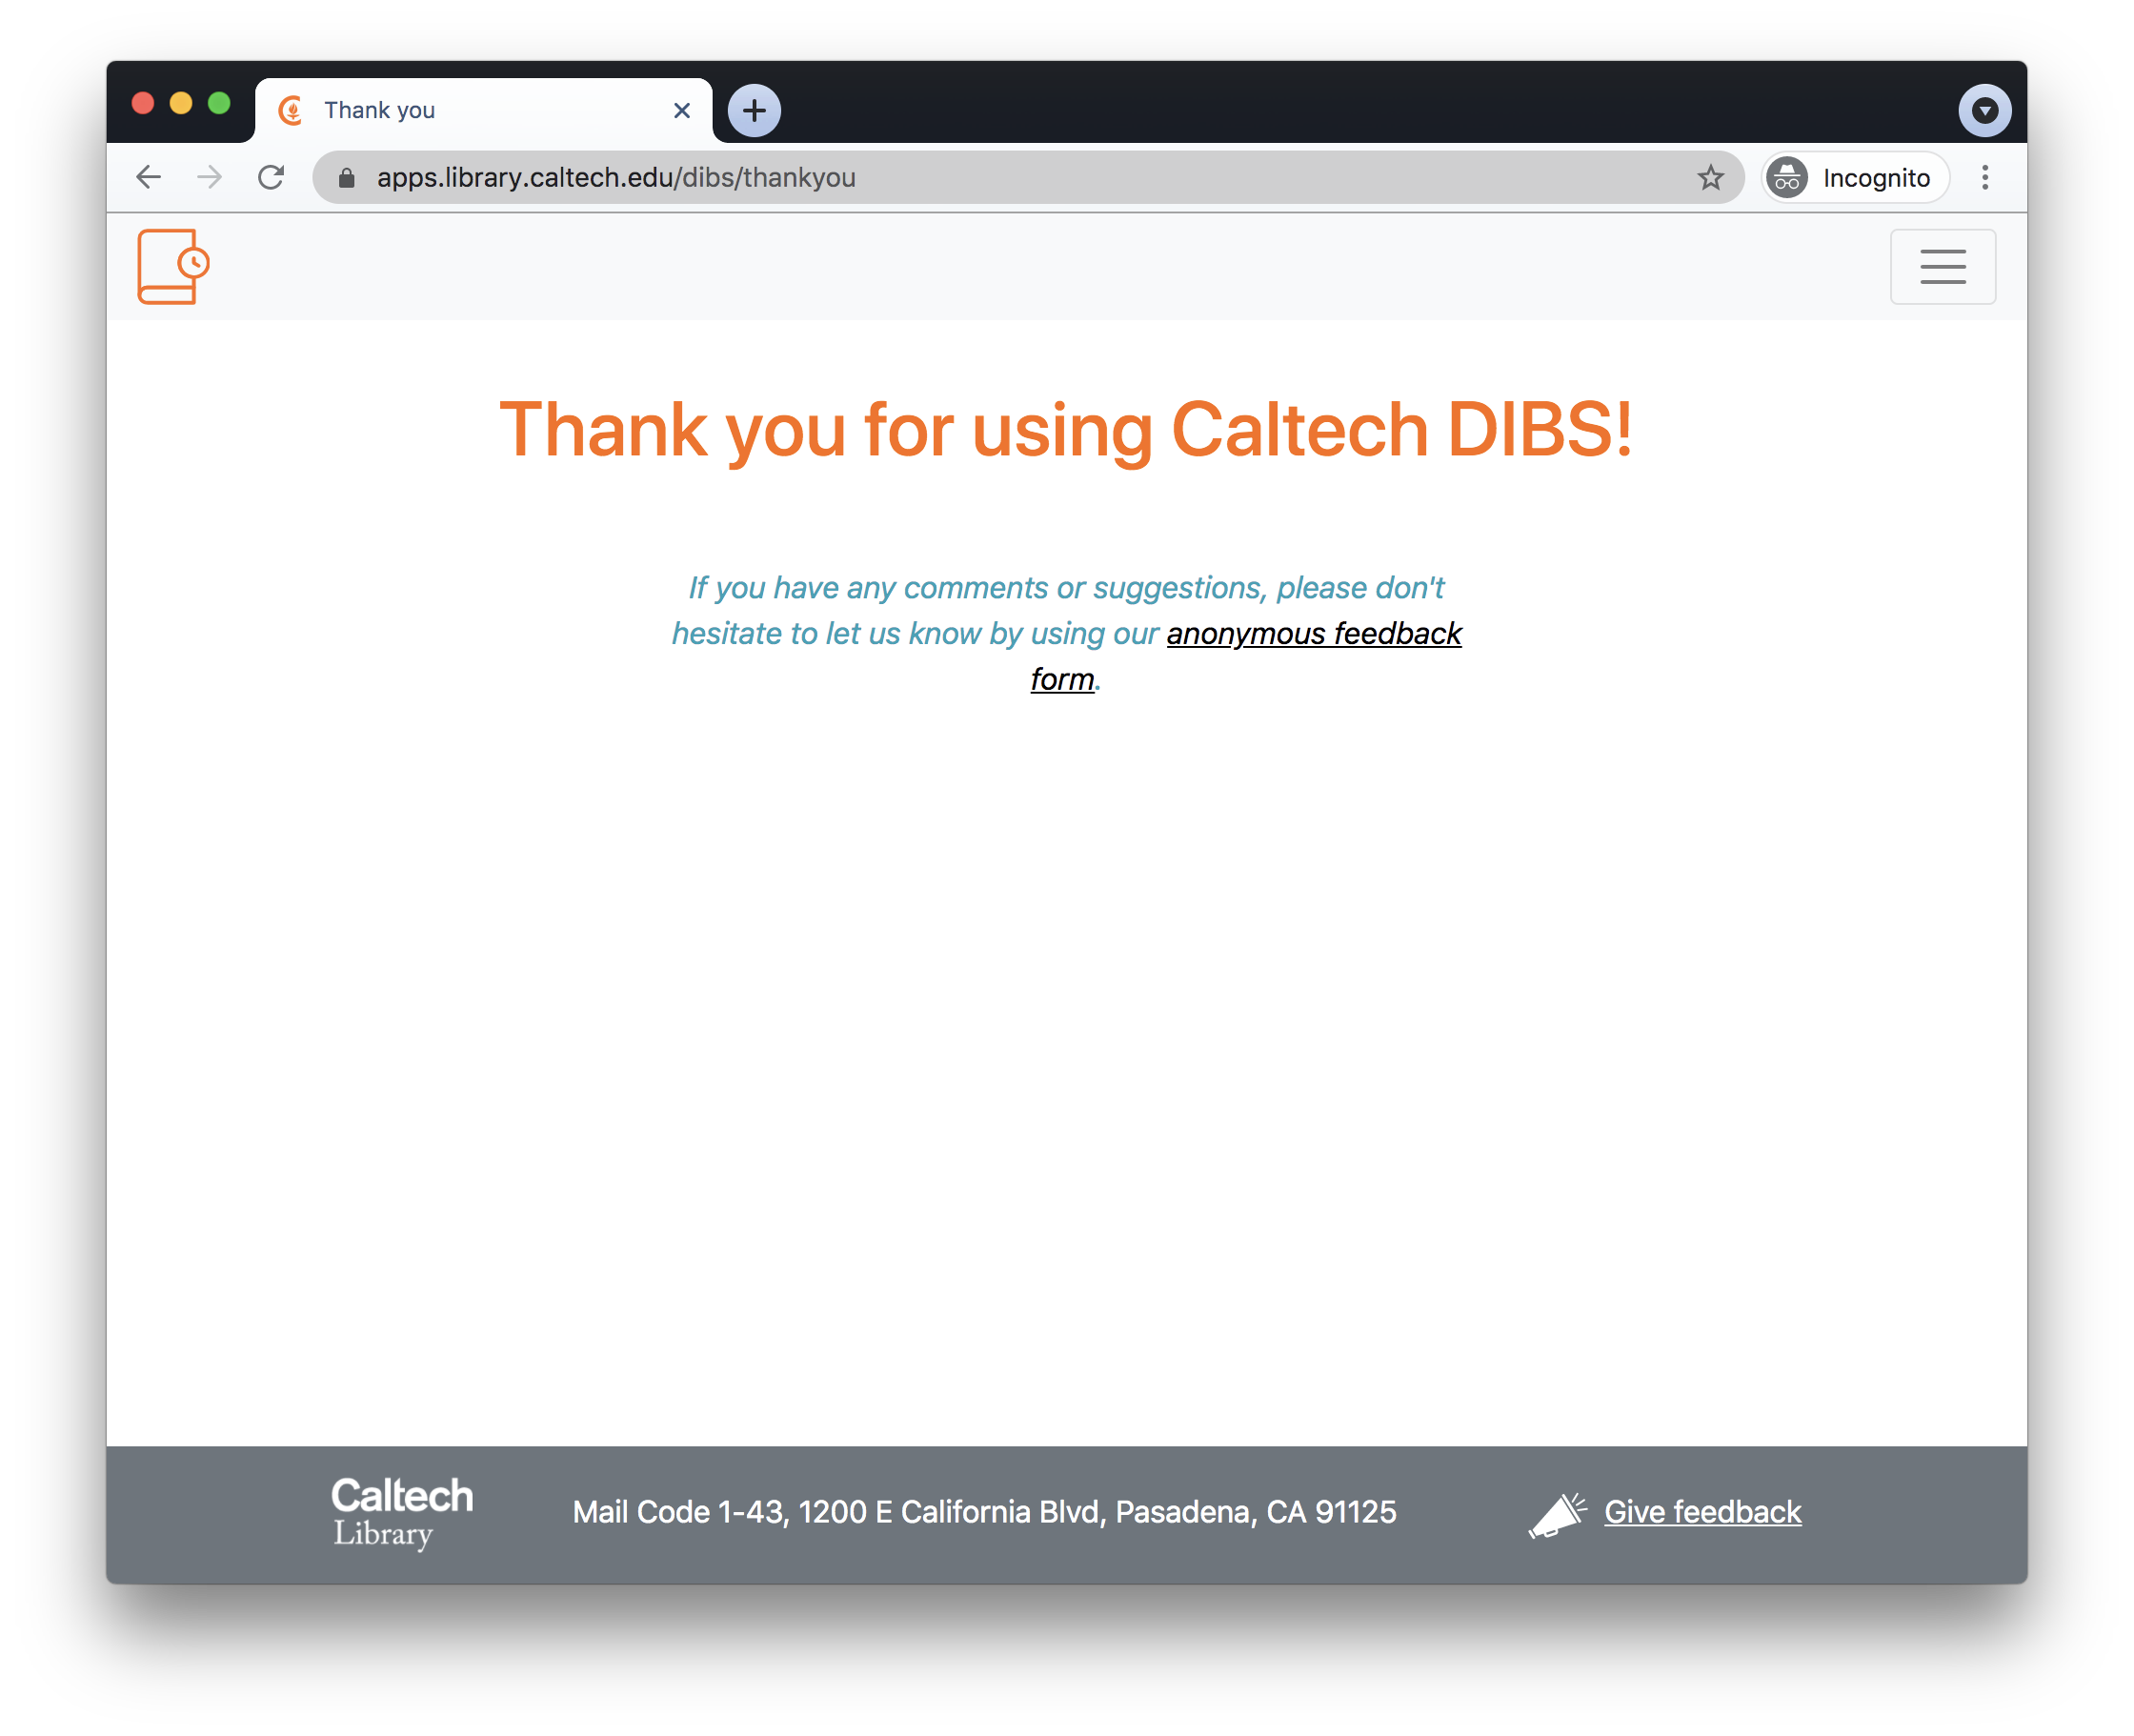 Thank you
apps.library.caltech.edu/dibs/thankyou
Incognito
Thank you for using Caltech DIBS!
If you have any comments or suggestions, please don't
hesitate to let us know by using our anonymous feedback
form.
Caltech
Library
Mail Code 1-43, 1200 E California Blvd, Pasadena, CA 91125
Give feedback